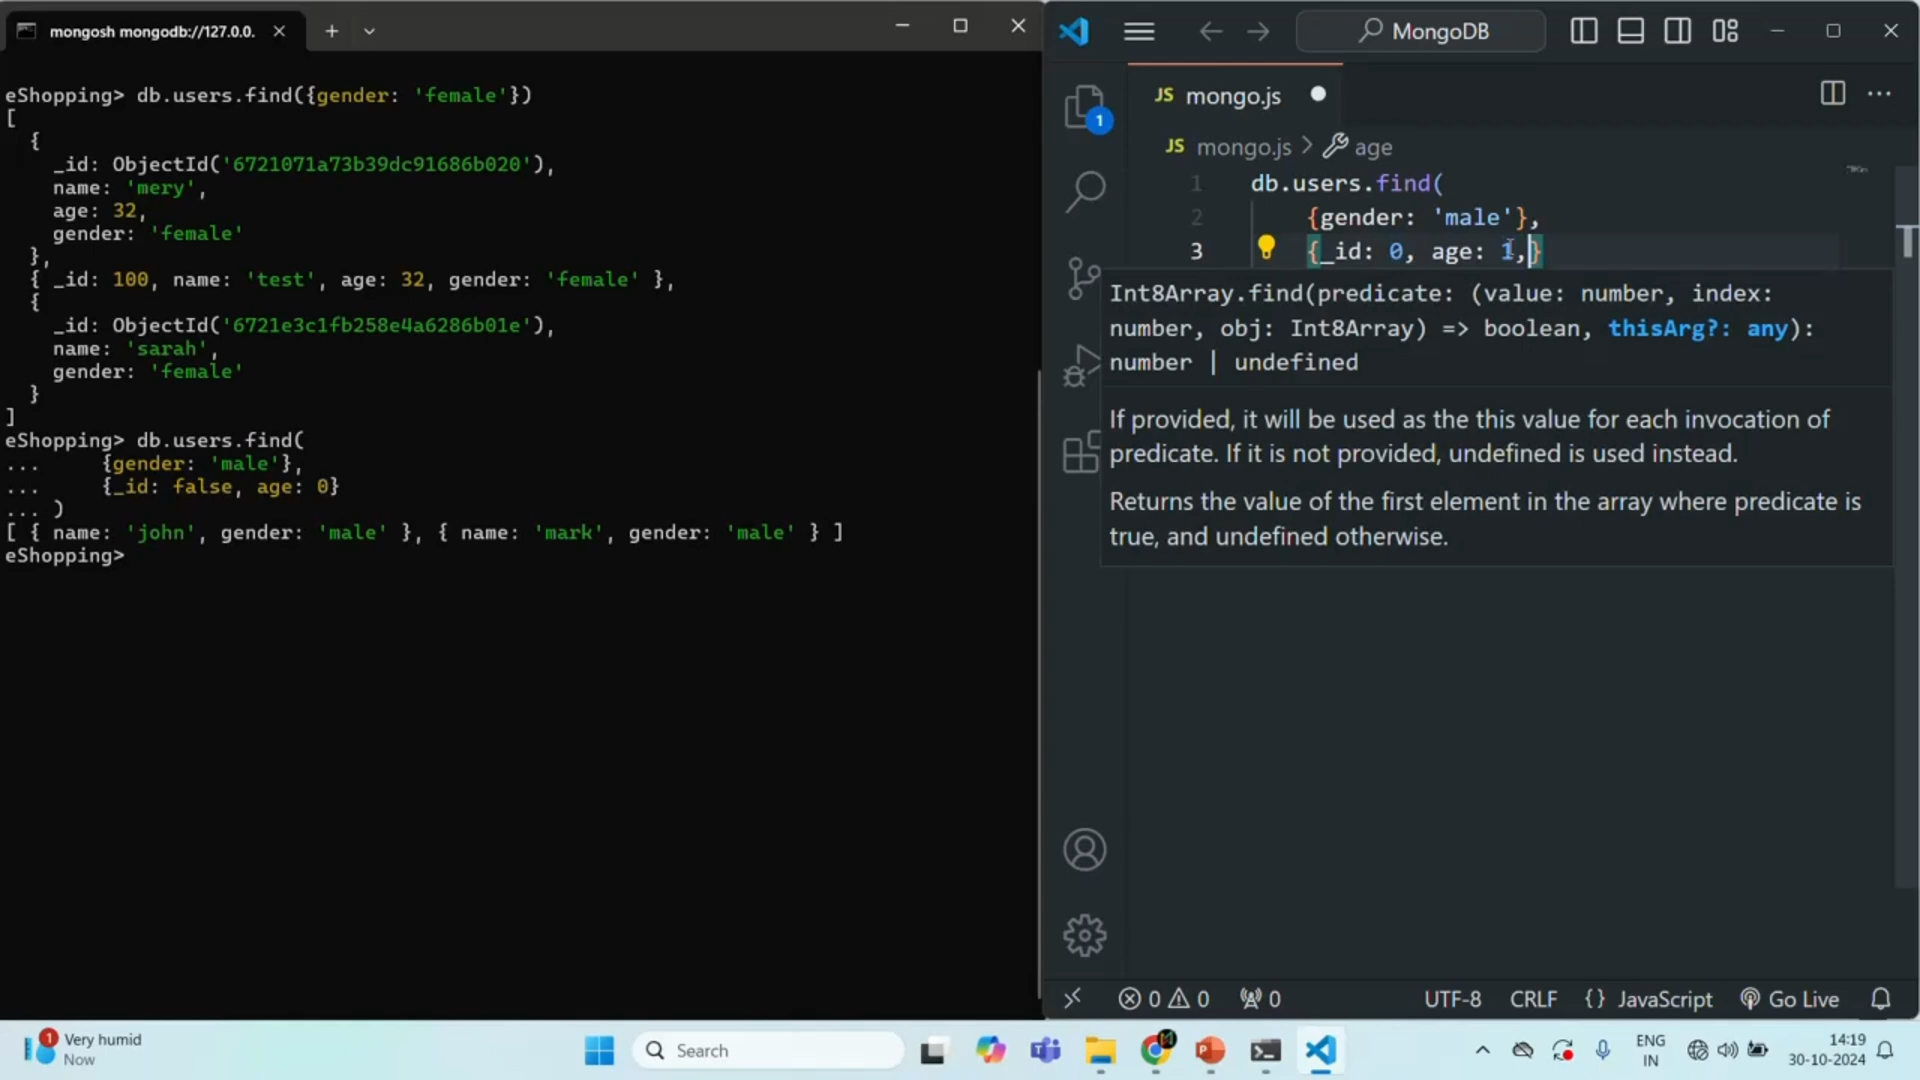 mongosh mongodb://127.0.0.
eShopping> db.users.find({gender: 'female'})
[
  {
    _id: ObjectId('6721071a73b39dc91686b020'),
    name: 'mery',
    age: 32,
    gender: 'female'
  },
  { _id: 100, name: 'test', age: 32, gender: 'female' },
  {
    _id: ObjectId('6721e3c1fb258e4a6286b01e'),
    name: 'sarah',
    gender: 'female'
  }
]
eShopping> db.users.find(
...     {gender: 'male'},
...     {_id: false, age: 0}
... )
[ { name: 'john', gender: 'male' }, { name: 'mark', gender: 'male' } ]
eShopping>
MongoDB
1
JS mongo.js
JS mongo.js > age
1 db.users.find(
2     {gender: 'male'},
3     {_id: 0, age: 1,}
Int8Array.find(predicate: (value: number, index:
number, obj: Int8Array) => boolean, thisArg?: any):
number | undefined
If provided, it will be used as the this value for each invocation of
predicate. If it is not provided, undefined is used instead.
Returns the value of the first element in the array where predicate is
true, and undefined otherwise.
0 0 0 UTF-8 CRLF {} JavaScript Go Live
1 Very humid
Now
Search
ENG
IN
14:19
30-10-2024